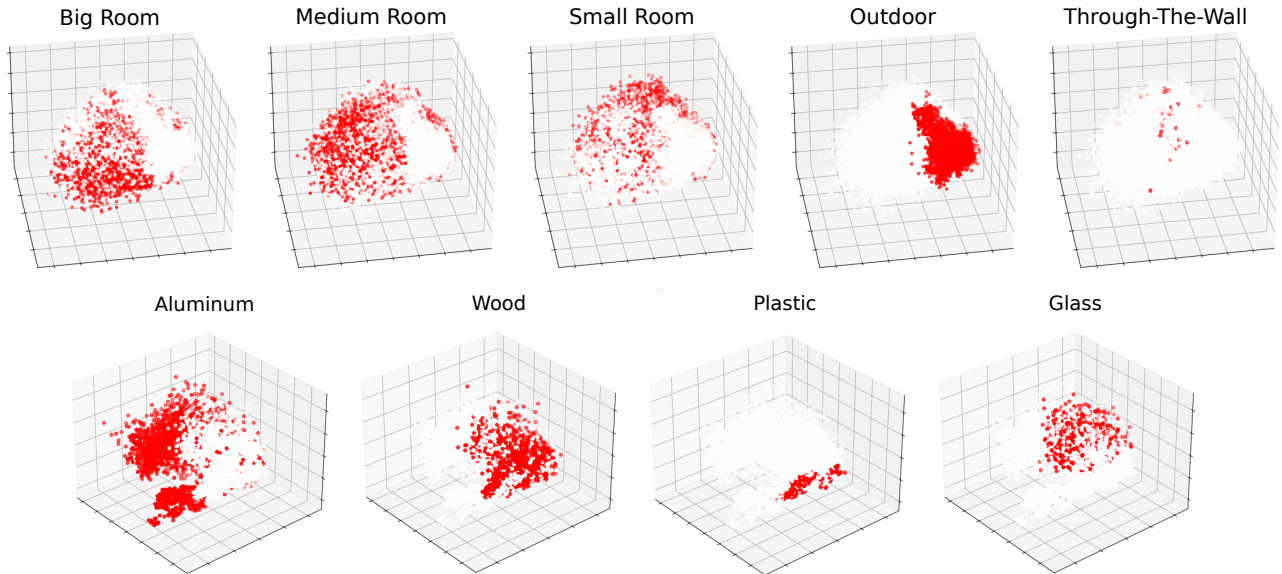 Big Room
Medium Room
Small Room
Outdoor
Through-The-Wall
Aluminum
Wood
Plastic
Glass